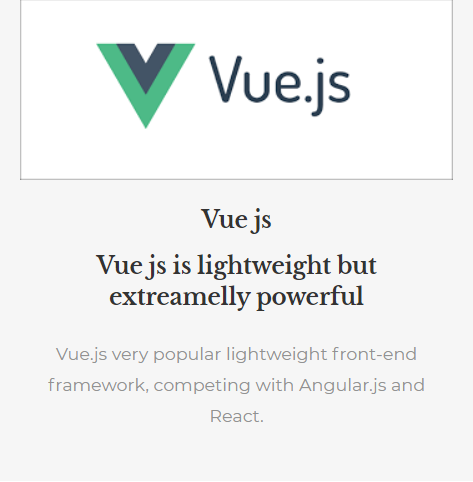 Vue.js
Vue js
Vue js is lightweight but
extreamelly powerful
Vue.js very popular lightweight front-end
framework, competing with Angular.js and
React.